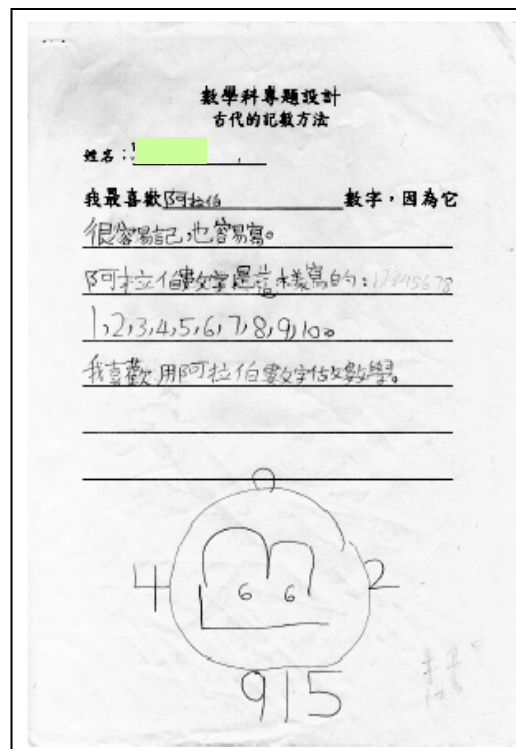 數學科專題設計
古代的記數方法
姓名：
我最喜歡阿拉伯數字，因為它
很容易記,也容易寫。
阿拉伯數字是這樣寫的：12345678
1,2,3,4,5,6,7,8,9,10。
我喜歡用阿拉伯數字做數學。
6 6
4 2
915